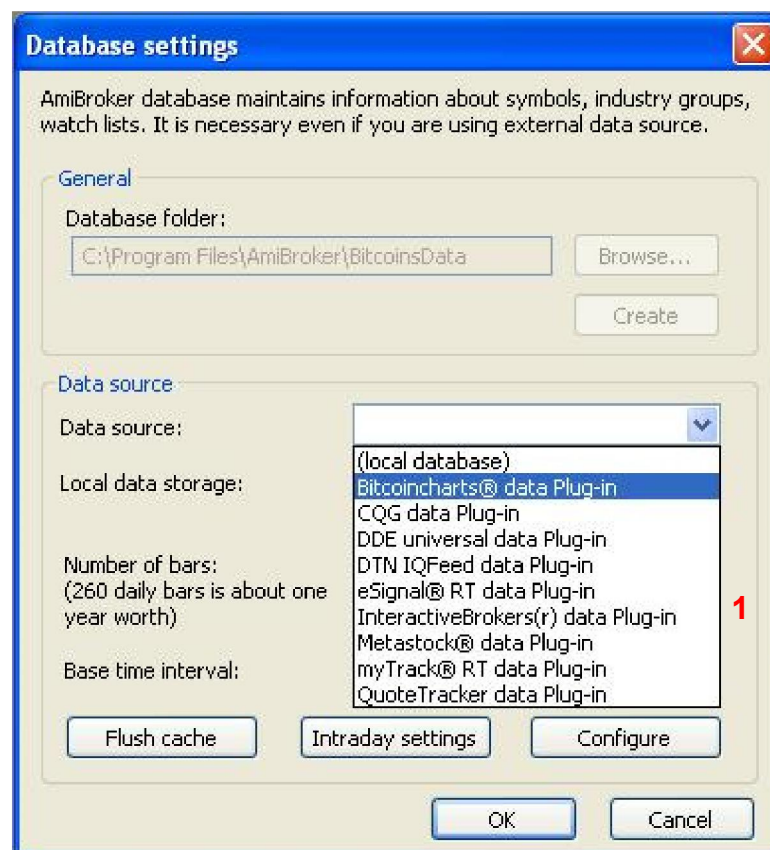 Database settings
AmiBroker database maintains information about symbols, industry groups,
watch lists. It is necessary even if you are using external data source.
General
Database folder:
C:\Program Files\AmiBroker\BitcoinsData
Browse...
Create
Data source
Data source:
(local database)
Local data storage:
Bitcoincharts® data Plug-in
CQG data Plug-in
DDE universal data Plug-in
Number of bars:
DTN IQFeed data Plug-in
(260 daily bars is about one
eSignal® RT data Plug-in
year worth)
InteractiveBrokers(r) data Plug-in
1
Metastock® data Plug-in
Base time interval:
myTrack® RT data Plug-in
QuoteTracker data Plug-in
Flush cache
Intraday settings
Configure
OK
Cancel